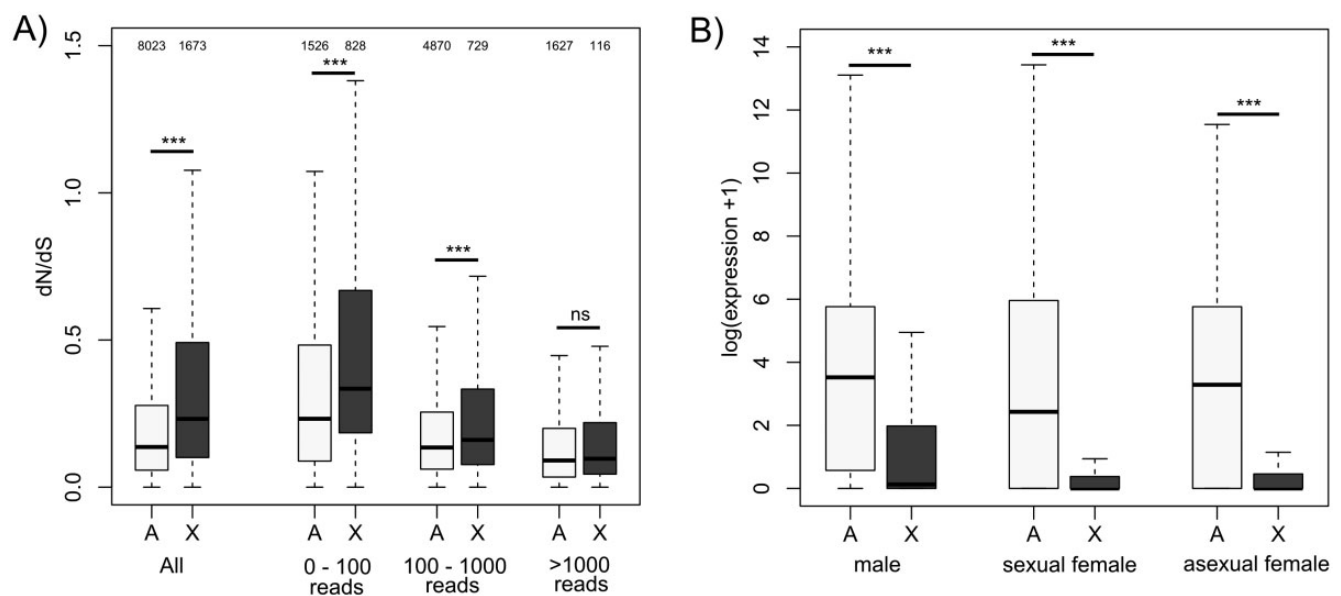 A)
8023 1673 1526 828 4870 729 1627 116
1.5
1.0
0.5
0.0
dN/dS
***
***
***
ns
A X A X A X A X
All
0 - 100
reads
100 - 1000
reads
>1000
reads
B)
14
12
10
8
6
4
2
0
log(expression +1)
***
***
***
A X A X A X
male
sexual female
asexual female